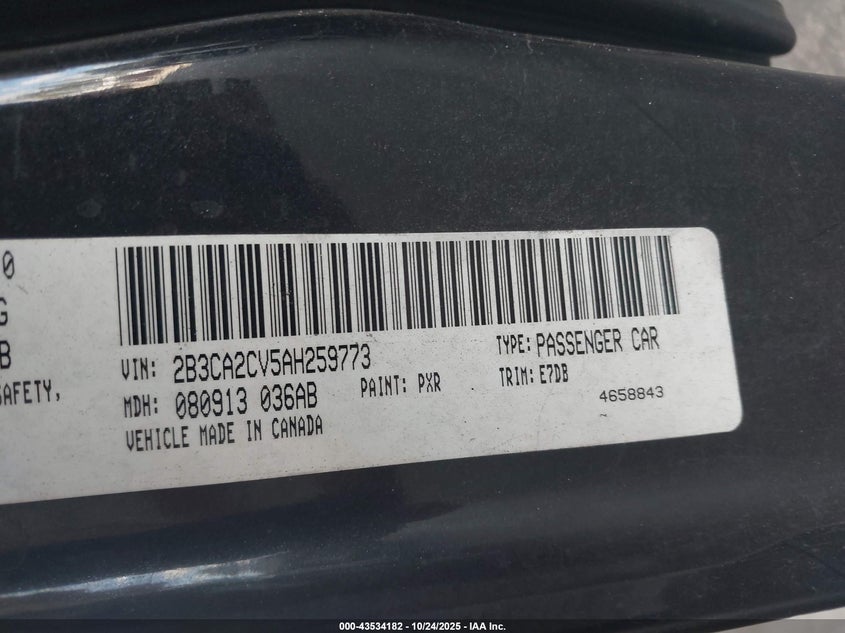 0
G
B
SAFETY,
VIN: 2B3CA2CV5AH259773
TYPE: PASSENGER CAR
MDH: 080913 036AB
PAINT: PXR
TRIM: E7DB
VEHICLE MADE IN CANADA
4658843
000-43534182 - 10/24/2025 - IAA Inc.